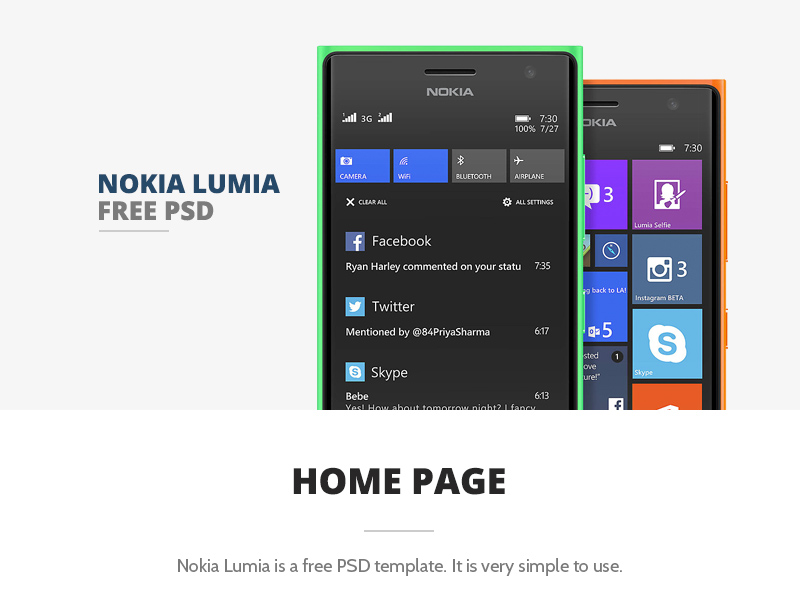 NOKIA LUMIA
FREE PSD
NOKIA
3G
7:30
100% 7/27
CAMERA
WiFi
BLUETOOTH
AIRPLANE
CLEAR ALL
ALL SETTINGS
Facebook
Ryan Harley commented on your statu
7:35
Twitter
Mentioned by @84PriyaSharma
6:17
Skype
Bebe
6:13
Yes! How about tomorrow night? I fancy
OKIA
7:30
3
Lumia Selfie
3
Instagram BETA
g back to LA!
5
Skype
sted
ove
ure!"
1
HOME PAGE
Nokia Lumia is a free PSD template. It is very simple to use.